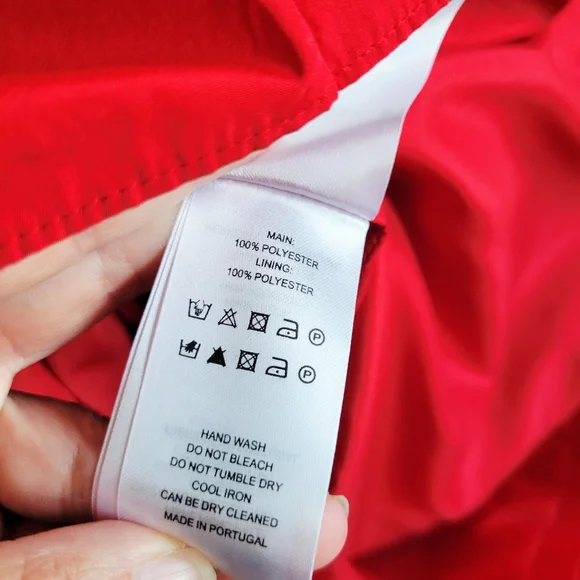 MAIN:
100% POLYESTER
LINING:
100% POLYESTER
P
P
HAND WASH
DO NOT BLEACH
DO NOT TUMBLE DRY
COOL IRON
CAN BE DRY CLEANED
MADE IN PORTUGAL